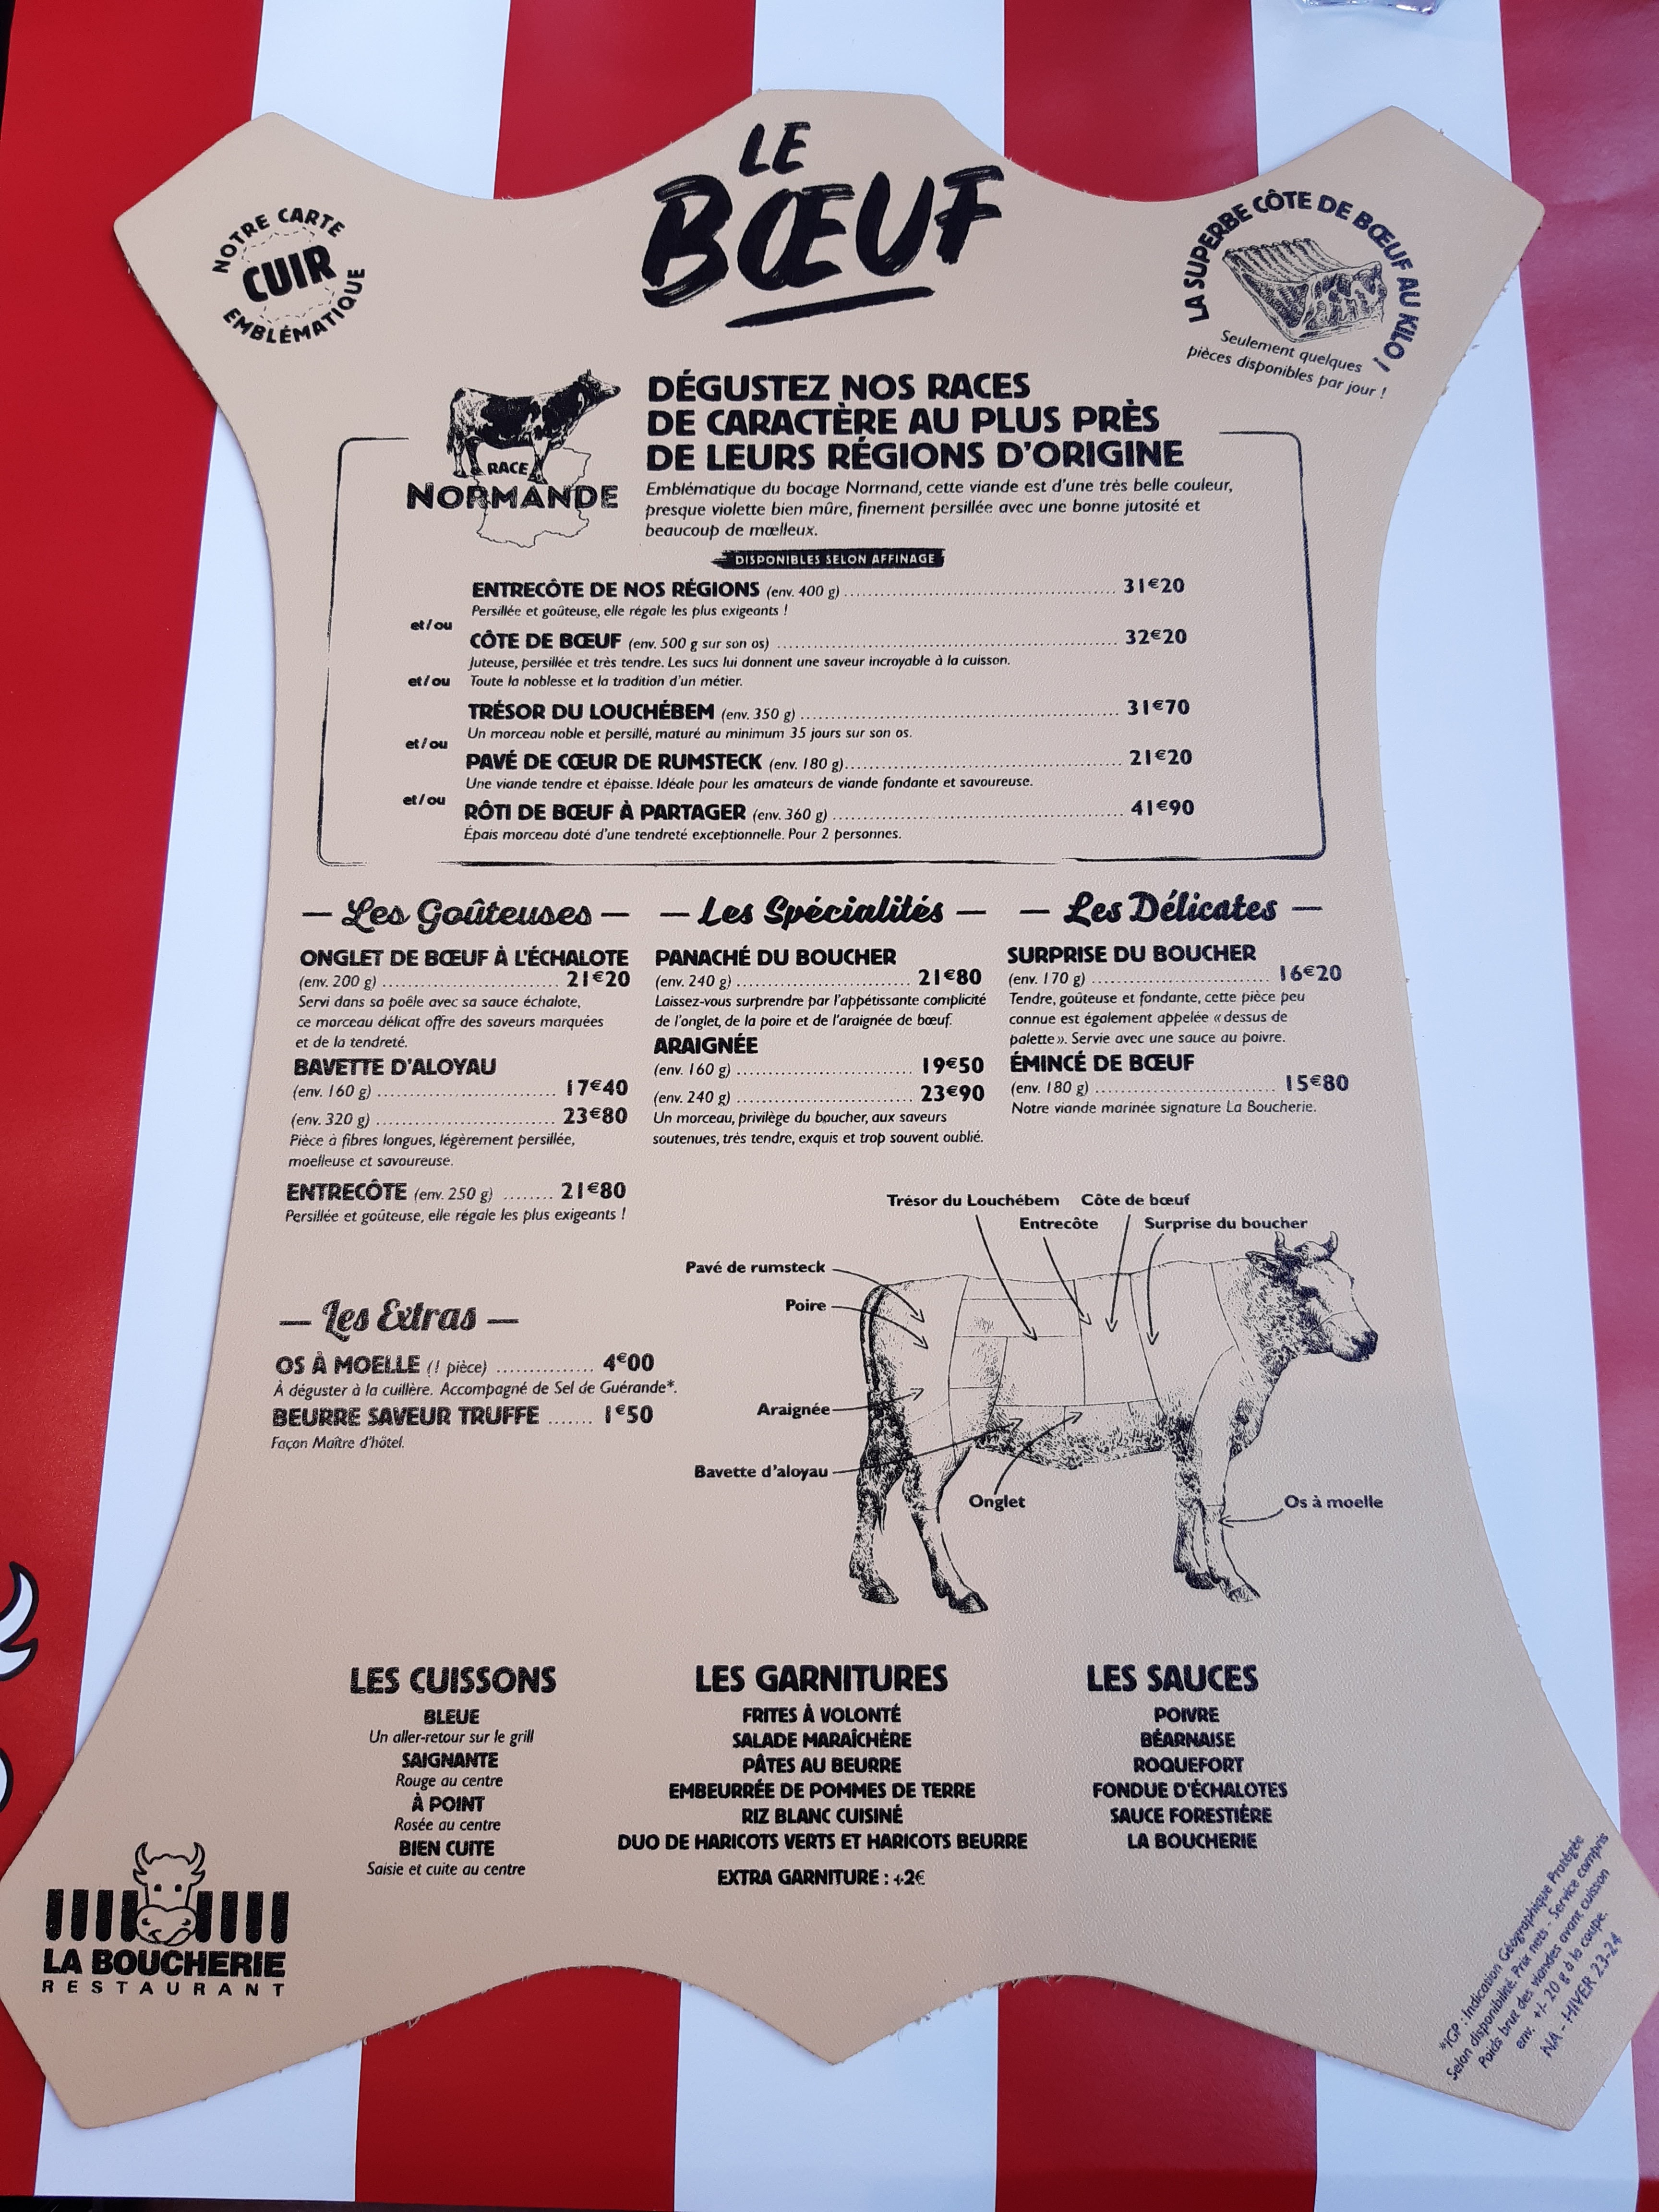 LE
BŒUF
NOTRE CARTE
CUIR
EMBLÉMATIQUE
LA SUPERBE CÔTE DE BŒUF AU KILO !
Seulement quelques
pièces disponibles par jour !
RACE
NORMANDE
DÉGUSTEZ NOS RACES
DE CARACTÈRE AU PLUS PRÈS
DE LEURS RÉGIONS D'ORIGINE
Emblématique du bocage Normand, cette viande est d'une très belle couleur,
presque violette bien mûre, finement persillée avec une bonne jutosité et
beaucoup de mœlleux.
DISPONIBLES SELON AFFINAGE
ENTRECÔTE DE NOS RÉGIONS (env. 400 g) ........ 31€20
Persillée et goûteuse, elle régale les plus exigeants !
et/ou
CÔTE DE BŒUF (env. 500 g sur son os) ........ 32€20
Juteuse, persillée et très tendre. Les sucs lui donnent une saveur incroyable à la cuisson.
et/ou Toute la noblesse et la tradition d'un métier.
TRÉSOR DU LOUCHÉBEM (env. 350 g) ........ 31€70
Un morceau noble et persillé, maturé au minimum 35 jours sur son os.
et/ou
PAVÉ DE CŒUR DE RUMSTECK (env. 180 g)........ 21€20
Une viande tendre et épaisse. Idéale pour les amateurs de viande fondante et savoureuse.
et/ou
RÔTI DE BŒUF À PARTAGER (env. 360 g) ........ 41€90
Épais morceau doté d'une tendreté exceptionnelle. Pour 2 personnes.
— Les Goûteuses —
ONGLET DE BŒUF À L'ÉCHALOTE
(env. 200 g) ........ 21€20
Servi dans sa poêle avec sa sauce échalote,
ce morceau délicat offre des saveurs marquées
et de la tendreté.
BAVETTE D'ALOYAU
(env. 160 g) ........ 17€40
(env. 320 g) ........ 23€80
Pièce à fibres longues, légèrement persillée,
moelleuse et savoureuse.
ENTRECÔTE (env. 250 g) ........ 21€80
Persillée et goûteuse, elle régale les plus exigeants !
— Les Spécialités —
PANACHÉ DU BOUCHER
(env. 240 g) ........ 21€80
Laissez-vous surprendre par l'appétissante complicité
de l'onglet, de la poire et de l'araignée de bœuf.
ARAIGNÉE
(env. 160 g) ........ 19€50
(env. 240 g) ........ 23€90
Un morceau, privilège du boucher, aux saveurs
soutenues, très tendre, exquis et trop souvent oublié.
— Les Délicates —
SURPRISE DU BOUCHER
(env. 170 g) ........ 16€20
Tendre, goûteuse et fondante, cette pièce peu
connue est également appelée « dessus de
palette ». Servie avec une sauce au poivre.
ÉMINCÉ DE BŒUF
(env. 180 g) ........ 15€80
Notre viande marinée signature La Boucherie.
— Les Extras —
OS À MOELLE (1 pièce) ........ 4€00
À déguster à la cuillère. Accompagné de Sel de Guérande*.
BEURRE SAVEUR TRUFFE ....... 1€50
Façon Maître d'hôtel.
Trésor du Louchébem
Côte de bœuf
Entrecôte
Surprise du boucher
Pavé de rumsteck
Poire
Araignée
Bavette d'aloyau
Onglet
Os à moelle
LES CUISSONS
BLEUE
Un aller-retour sur le grill
SAIGNANTE
Rouge au centre
À POINT
Rosée au centre
BIEN CUITE
Saisie et cuite au centre
LES GARNITURES
FRITES À VOLONTÉ
SALADE MARAÎCHÈRE
PÂTES AU BEURRE
EMBEURRÉE DE POMMES DE TERRE
RIZ BLANC CUISINÉ
DUO DE HARICOTS VERTS ET HARICOTS BEURRE
EXTRA GARNITURE : +2€
LES SAUCES
POIVRE
BÉARNAISE
ROQUEFORT
FONDUE D'ÉCHALOTES
SAUCE FORESTIÈRE
LA BOUCHERIE
LA BOUCHERIE
RESTAURANT
*IGP : Indication Géographique Protégée
Selon disponibilité. Prix nets - Service compris
Poids brut des viandes avant cuisson
env. +/- 20 g à la coupe.
NA - HIVER 23-24